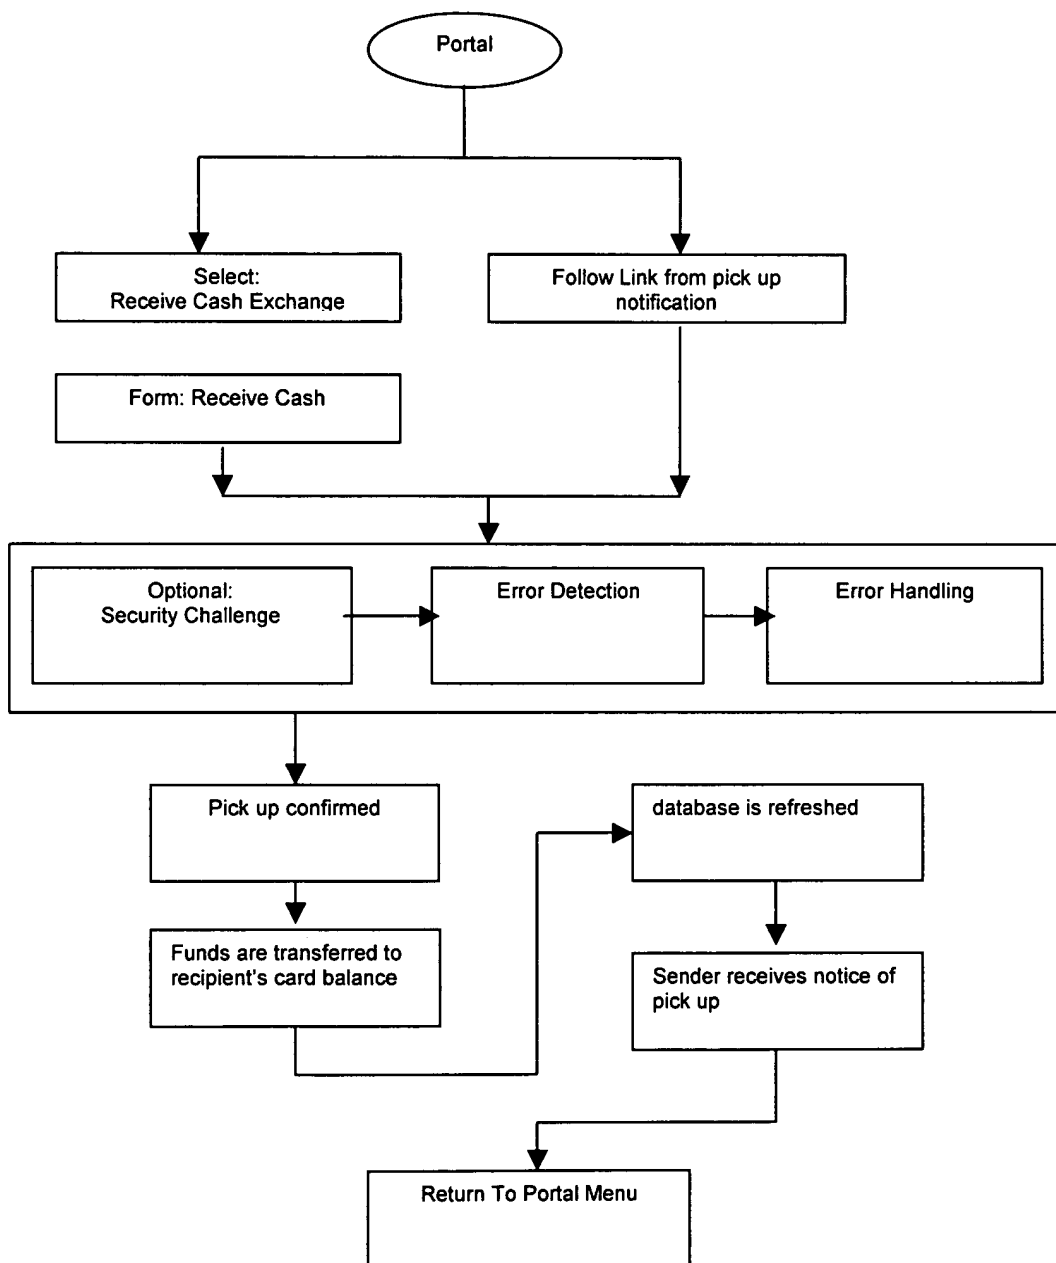 Portal
Select:
Receive Cash Exchange
Follow Link from pick up
notification
Form: Receive Cash
Optional:
Security Challenge
Error Detection
Error Handling
Pick up confirmed
database is refreshed
Funds are transferred to
recipient's card balance
Sender receives notice of
pick up
Return To Portal Menu